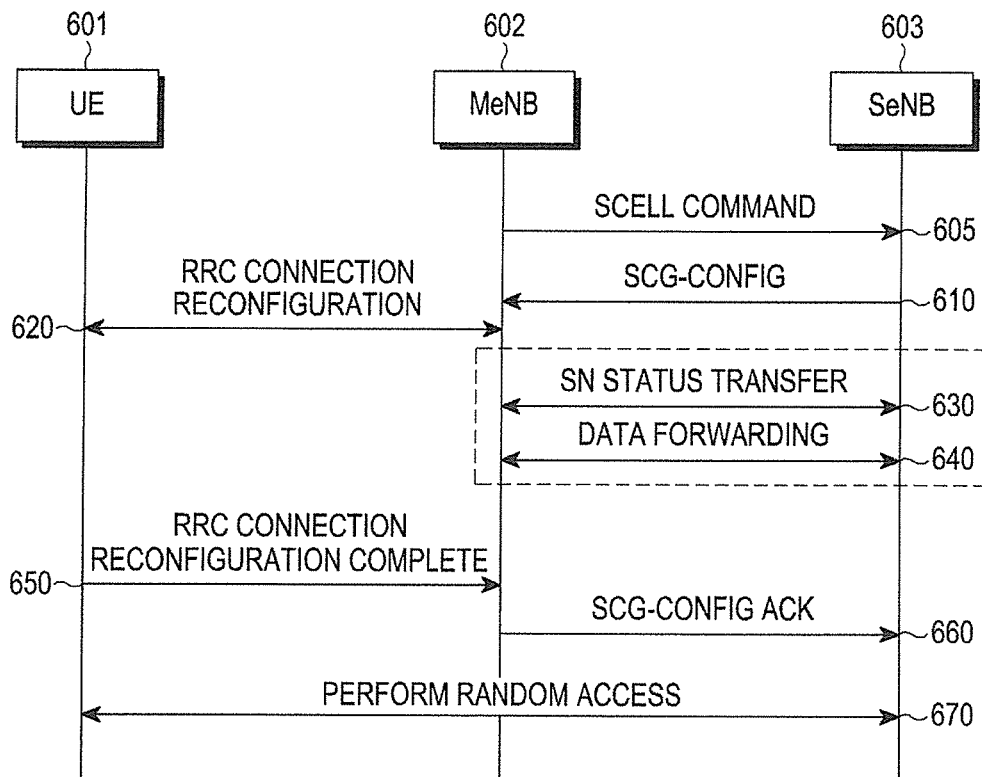 601
602
603
UE
MeNB
SeNB
SCELL COMMAND
605
RRC CONNECTION
RECONFIGURATION
SCG-CONFIG
610
620
SN STATUS TRANSFER
630
DATA FORWARDING
640
RRC CONNECTION
RECONFIGURATION COMPLETE
650
SCG-CONFIG ACK
660
PERFORM RANDOM ACCESS
670